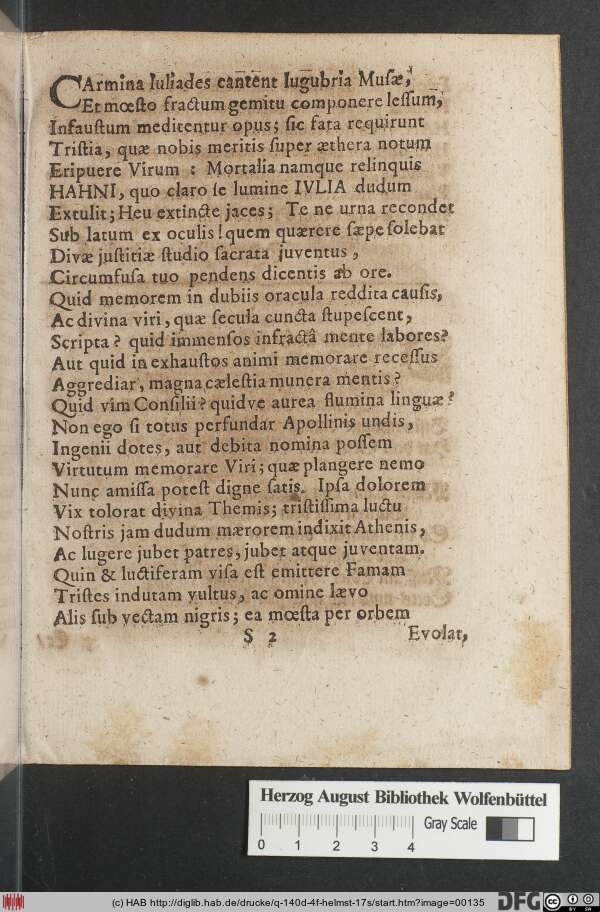 CArmina Iuliades cantent lugubria Musæ,
Et mœsto fractum gemitu componere lessum,
Infaustum meditentur opus; sic fata requirunt
Tristia, quæ nobis meritis super æthera notum
Eripuere Virum : Mortalia namque relinquis
HAHNI, quo claro se lumine IVLIA dudum
Extulit; Heu extincte jaces; Te ne urna recondet
Sub latum ex oculis! quem quærere sæpe solebat
Divæ justitiæ studio sacrata juventus,
Circumfusa tuo pendens dicentis ab ore.
Quid memorem in dubiis oracula reddita causis,
Ac divina viri, quæ secula cuncta stupescent,
Scripta? quid immensos infractâ mente labores?
Aut quid inexhaustos animi memorare recessus
Aggrediar, magna cælestia munera mentis?
Quid vim Consilii? quidve aurea flumina linguæ?
Non ego si totus perfundar Apollinis undis,
Ingenii dotes, aut debita nomina possem
Virtutum memorare Viri; quæ plangere nemo
Nunc amissa potest digne satis. Ipsa dolorem
Vix tolorat divina Themis; tristissima luctu
Nostris jam dudum mærorem indixit Athenis,
Ac lugere jubet patres, jubet atque juventam.
Quin & luctiferam visa est emittere Famam
Tristes indutam vultus, ac omine lævo
Alis sub vectam nigris; ea mœsta per orbem
S 2 Evolat,
Herzog August Bibliothek Wolfenbüttel
0 1 2 3 4 Gray Scale
(c) HAB http://diglib.hab.de/drucke/q-140d-4f-helmst-17s/start.htm?image=00135
DFG CC BY SA